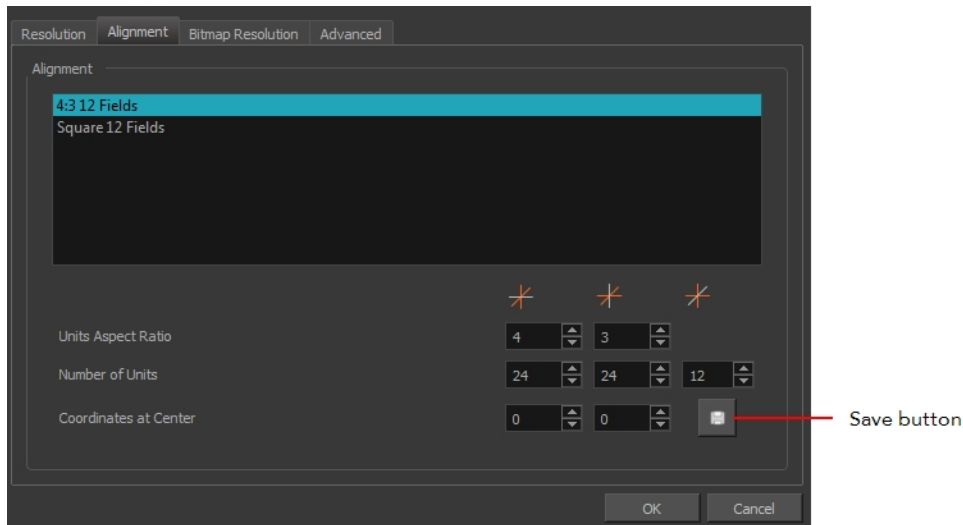 Resolution Alignment Bitmap Resolution Advanced
Alignment
4:3 12 Fields
Square 12 Fields
Units Aspect Ratio 4 3
Number of Units 24 24 12
Coordinates at Center 0 0 Save button
OK Cancel